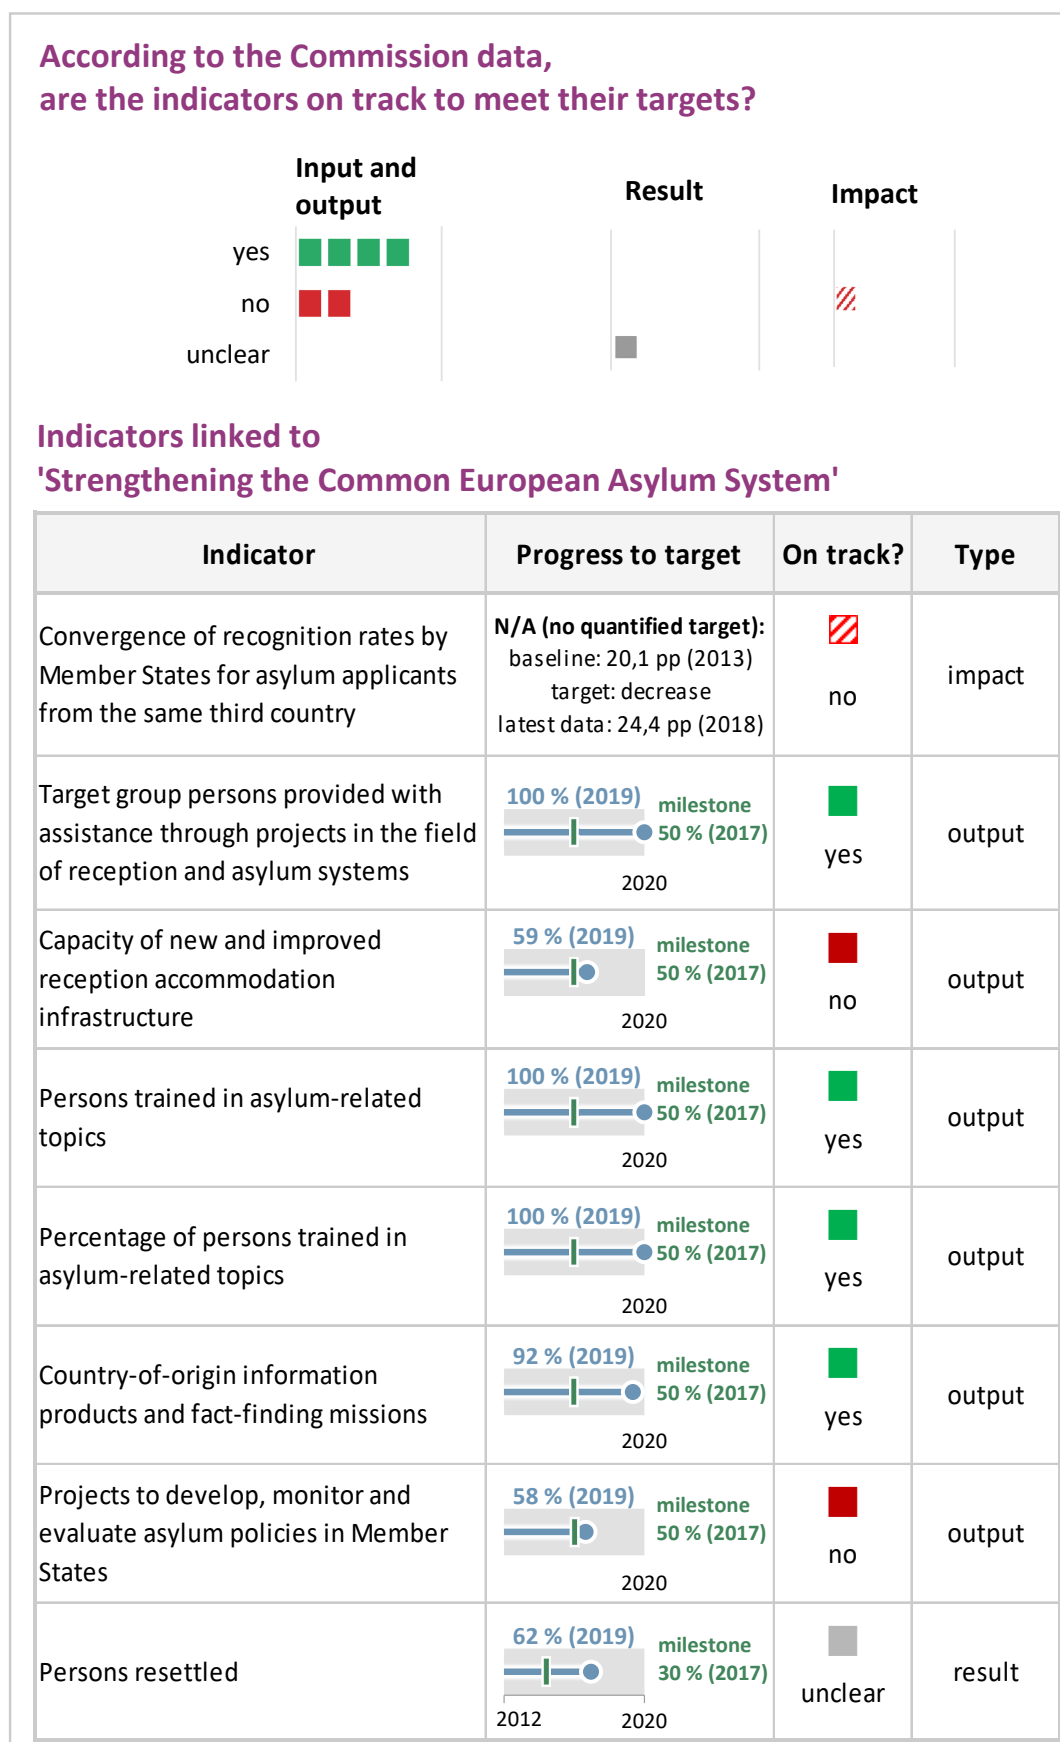 According to the Commission data,
are the indicators on track to meet their targets?
Input and
output
Result
Impact
yes
no
unclear
Indicators linked to
'Strengthening the Common European Asylum System'
Indicator
Progress to target
On track?
Type
Convergence of recognition rates by
Member States for asylum applicants
from the same third country
N/A (no quantified target):
baseline: 20,1 pp (2013)
target: decrease
latest data: 24,4 pp (2018)
no
impact
Target group persons provided with
assistance through projects in the field
of reception and asylum systems
100 % (2019)
milestone
50 % (2017)
2020
yes
output
Capacity of new and improved
reception accommodation
infrastructure
59 % (2019)
milestone
50 % (2017)
2020
no
output
Persons trained in asylum-related
topics
100 % (2019)
milestone
50 % (2017)
2020
yes
output
Percentage of persons trained in
asylum-related topics
100 % (2019)
milestone
50 % (2017)
2020
yes
output
Country-of-origin information
products and fact-finding missions
92 % (2019)
milestone
50 % (2017)
2020
yes
output
Projects to develop, monitor and
evaluate asylum policies in Member
States
58 % (2019)
milestone
50 % (2017)
2020
no
output
Persons resettled
62 % (2019)
milestone
30 % (2017)
2012
2020
unclear
result